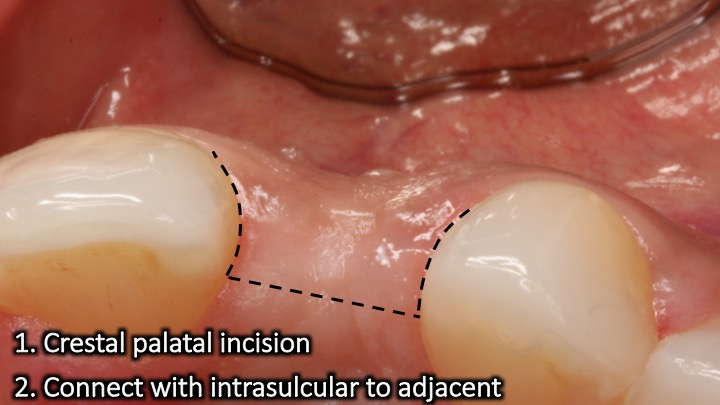 1. Crestal palatal incision
2. Connect with intrasulcular to adjacent